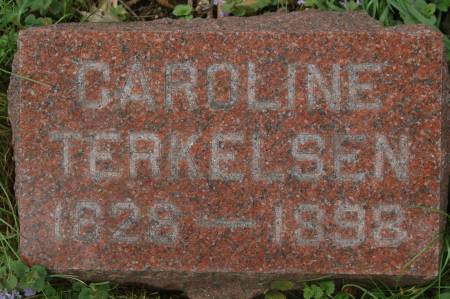 CAROLINE
TERKELSEN
1828 — 1898